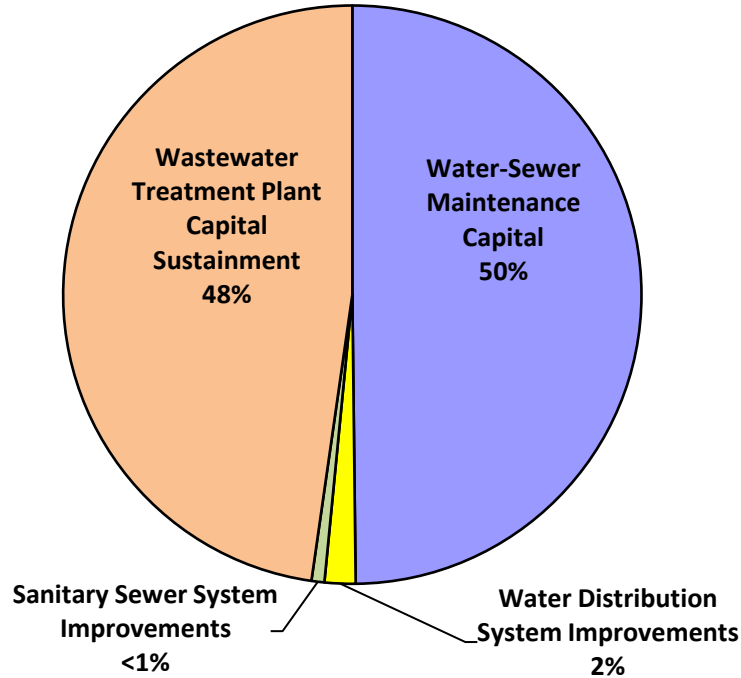 Wastewater
Treatment Plant
Capital
Sustainment
48%
Water-Sewer
Maintenance
Capital
50%
Sanitary Sewer System
Improvements
<1%
Water Distribution
System Improvements
2%